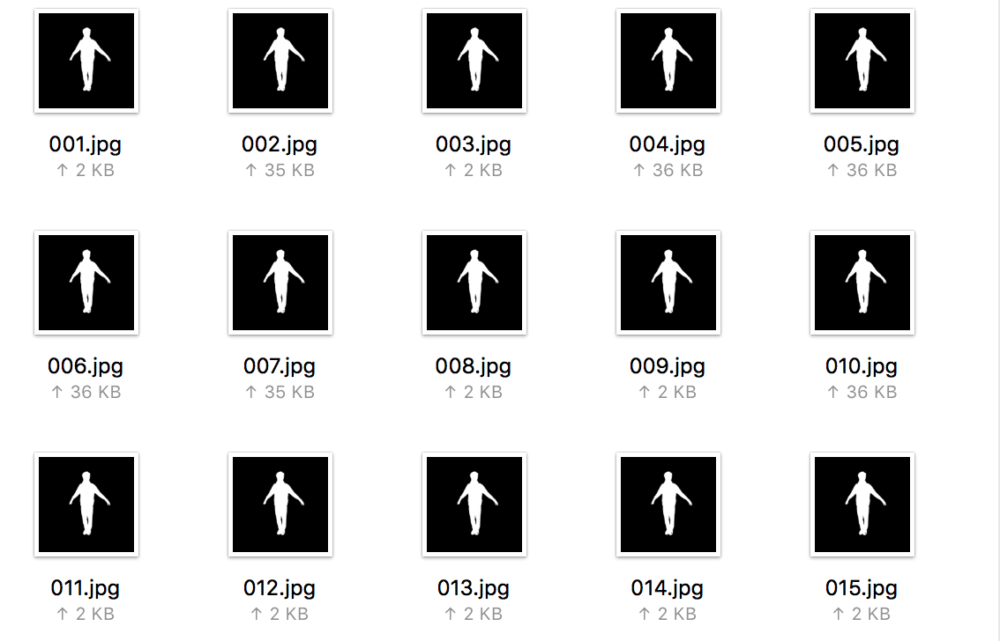 001.jpg 002.jpg 003.jpg 004.jpg 005.jpg
↑ 2 KB ↑ 35 KB ↑ 2 KB ↑ 36 KB ↑ 36 KB
006.jpg 007.jpg 008.jpg 009.jpg 010.jpg
↑ 36 KB ↑ 35 KB ↑ 2 KB ↑ 2 KB ↑ 36 KB
011.jpg 012.jpg 013.jpg 014.jpg 015.jpg
↑ 2 KB ↑ 2 KB ↑ 2 KB ↑ 2 KB ↑ 2 KB